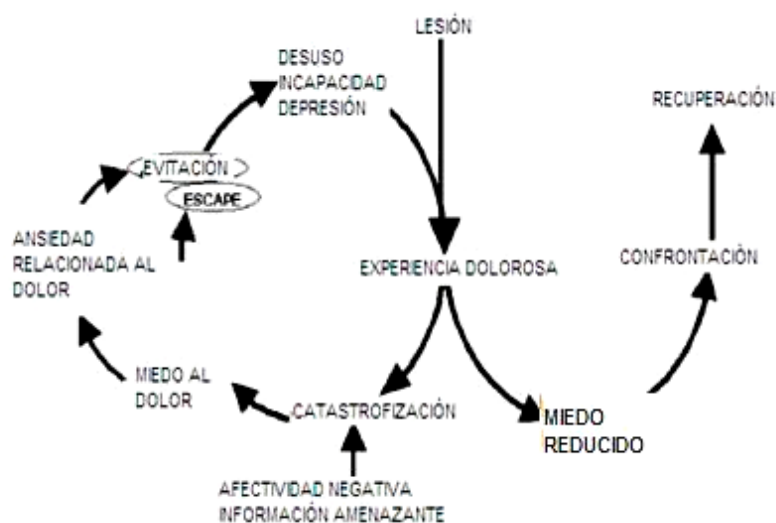 LESIÓN
DESUSO
INCAPACIDAD
DEPRESIÓN
RECUPERACIÓN
EVITACIÓN
ESCAPE
ANSIEDAD
RELACIONADA AL
DOLOR
EXPERIENCIA DOLOROSA
CONFRONTACIÓN
MIEDO AL
DOLOR
CATASTROFIZACIÓN
MIEDO
REDUCIDO
AFECTIVIDAD NEGATIVA
INFORMACIÓN AMENAZANTE